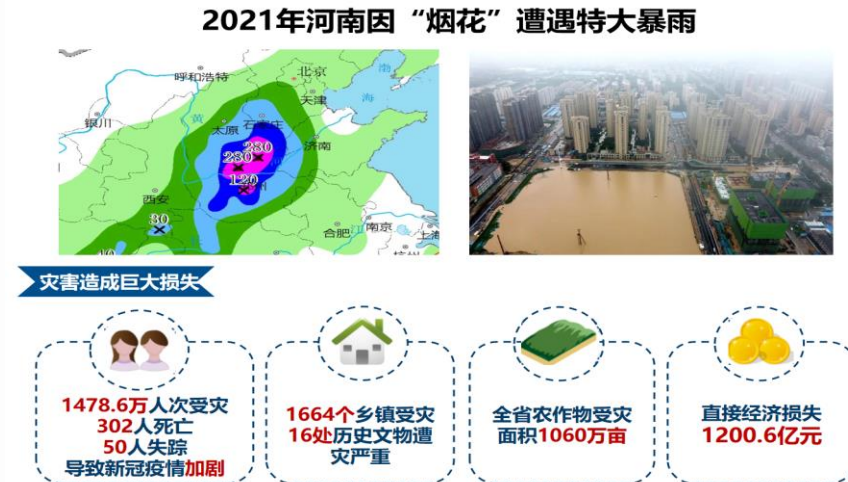 2021年河南因“烟花”遭遇特大暴雨
呼和浩特
北京
渤
天津
海
银川
黄
太原
石家庄
济南
280
280
120
州
西安
30
合肥
江
南京
上海
长
灾害造成巨大损失
1478.6万人次受灾
302人死亡
50人失踪
导致新冠疫情加剧
1664个乡镇受灾
16处历史文物遭
灾严重
全省农作物受灾
面积1060万亩
直接经济损失
1200.6亿元